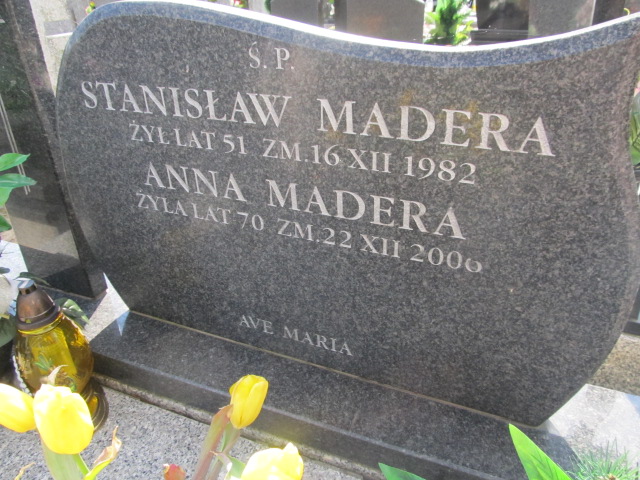 Ś. P.
STANISŁAW MADERA
ŻYŁ LAT 51 ZM. 16 XII 1982
ANNA MADERA
ŻYŁA LAT 70 ZM. 22 XII 2006
AVE MARIA